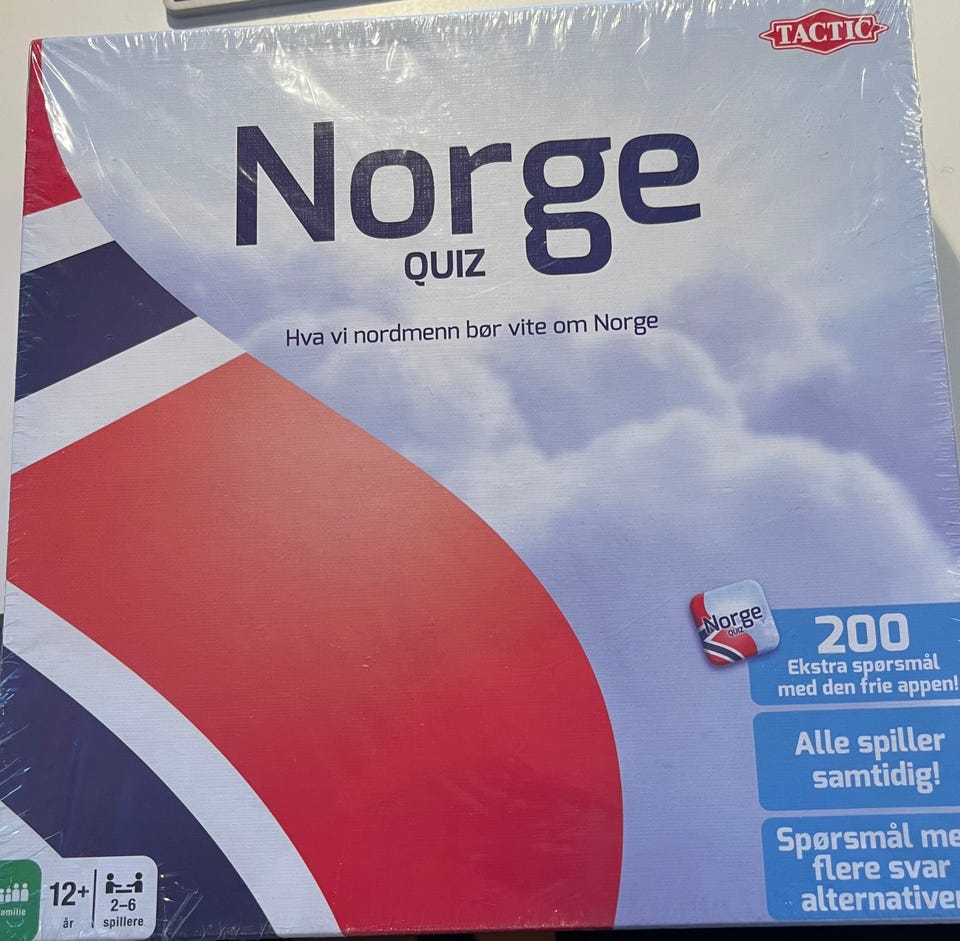 TACTIC
Norge
QUIZ
Hva vi nordmenn bør vite om Norge
Norge
QUIZ
200
Ekstra spørsmål
med den frie appen!
Alle spiller
samtidig!
Spørsmål me
flere svar
alternative
amilie
12+
år
2-6
spillere